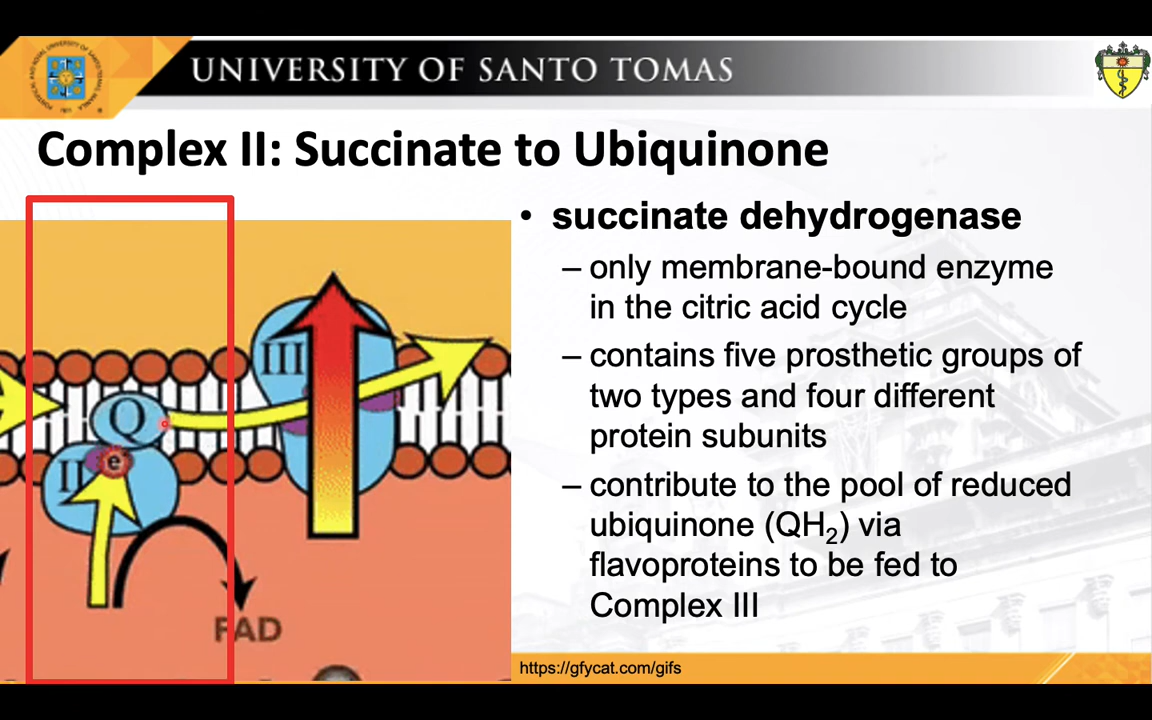 UNIVERSITY OF SANTO TOMAS
Complex II: Succinate to Ubiquinone
• succinate dehydrogenase
– only membrane-bound enzyme
in the citric acid cycle
– contains five prosthetic groups of
two types and four different
protein subunits
– contribute to the pool of reduced
ubiquinone (QH₂) via
flavoproteins to be fed to
Complex III
III
Q
II
e
FAD
https://gfycat.com/gifs